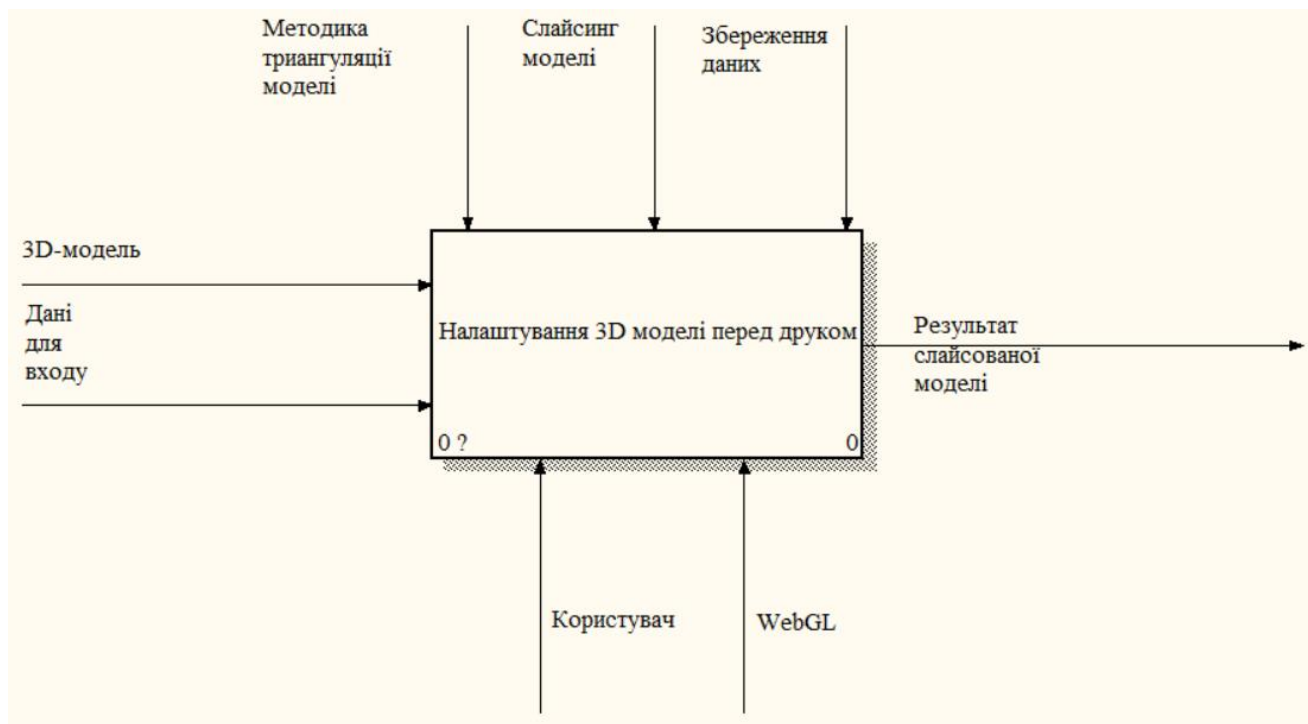 Методика
триангуляції
моделі
Слайсинг
моделі
Збереження
даних
3D-модель
Дані
для
входу
Налаштування 3D моделі перед друком
0 ?
0
Результат
слайсованої
моделі
Користувач
WebGL